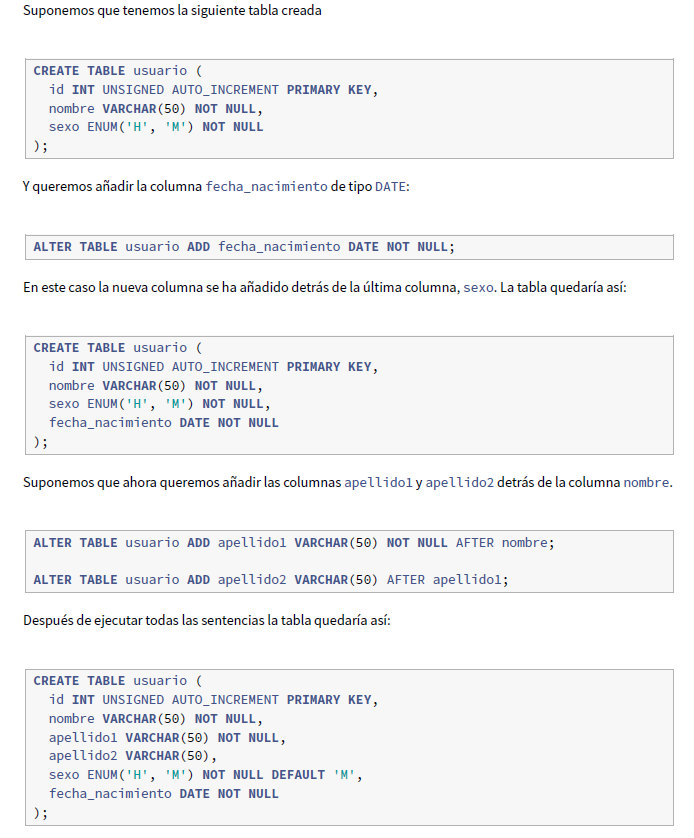 Suponemos que tenemos la siguiente tabla creada
CREATE TABLE usuario (
id INT UNSIGNED AUTO_INCREMENT PRIMARY KEY,
nombre VARCHAR(50) NOT NULL,
sexo ENUM('H', 'M') NOT NULL
);
Y queremos añadir la columna fecha_nacimiento de tipo DATE:
ALTER TABLE usuario ADD fecha_nacimiento DATE NOT NULL;
En este caso la nueva columna se ha añadido detrás de la última columna, sexo. La tabla quedaría así:
CREATE TABLE usuario (
id INT UNSIGNED AUTO_INCREMENT PRIMARY KEY,
nombre VARCHAR(50) NOT NULL,
sexo ENUM('H', 'M') NOT NULL,
fecha_nacimiento DATE NOT NULL
);
Suponemos que ahora queremos añadir las columnas apellido1 y apellido2 detrás de la columna nombre.
ALTER TABLE usuario ADD apellido1 VARCHAR(50) NOT NULL AFTER nombre;
ALTER TABLE usuario ADD apellido2 VARCHAR(50) AFTER apellido1;
Después de ejecutar todas las sentencias la tabla quedaría así:
CREATE TABLE usuario (
id INT UNSIGNED AUTO_INCREMENT PRIMARY KEY,
nombre VARCHAR(50) NOT NULL,
apellido1 VARCHAR(50) NOT NULL,
apellido2 VARCHAR(50),
sexo ENUM('H', 'M') NOT NULL DEFAULT 'M',
fecha_nacimiento DATE NOT NULL
);